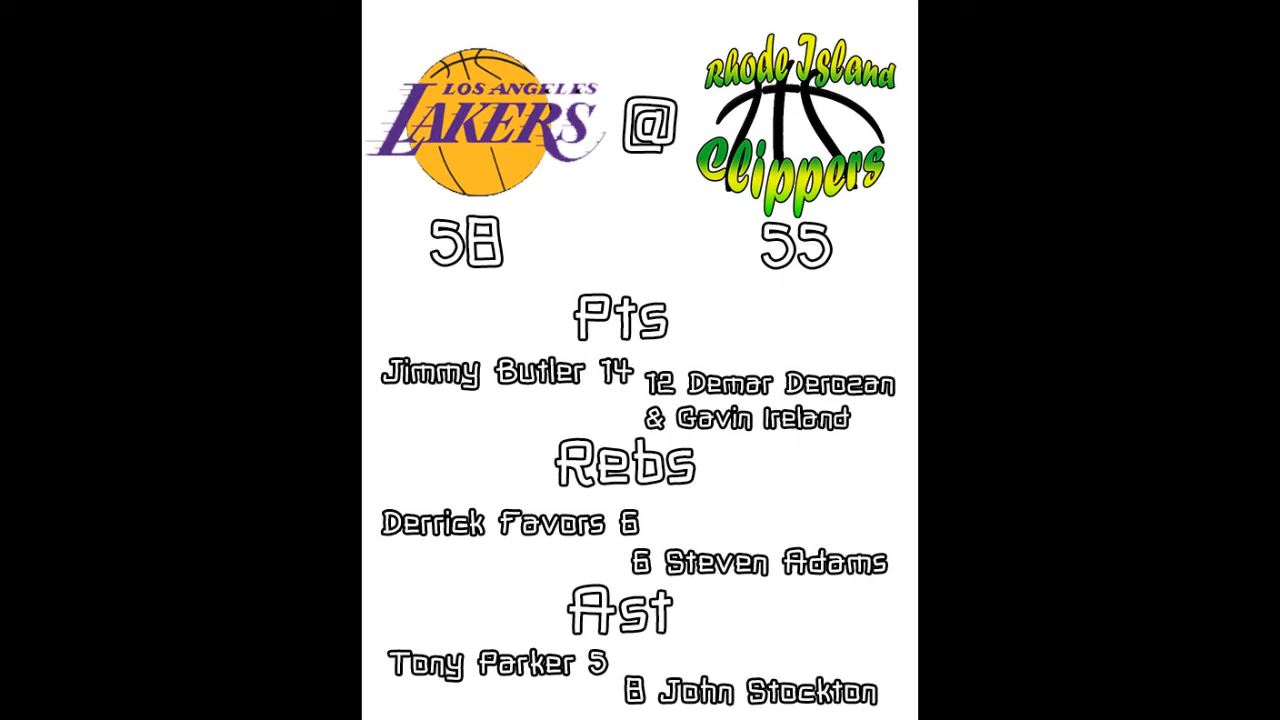 LOS ANGELES
LAKERS
@
Rhode Island
Clippers
58
55
Pts
Jimmy Butler 14
12 Demar Derozan
& Gavin Ireland
Rebs
Derrick Favors 6
6 Steven Adams
Ast
Tony Parker 5
8 John Stockton